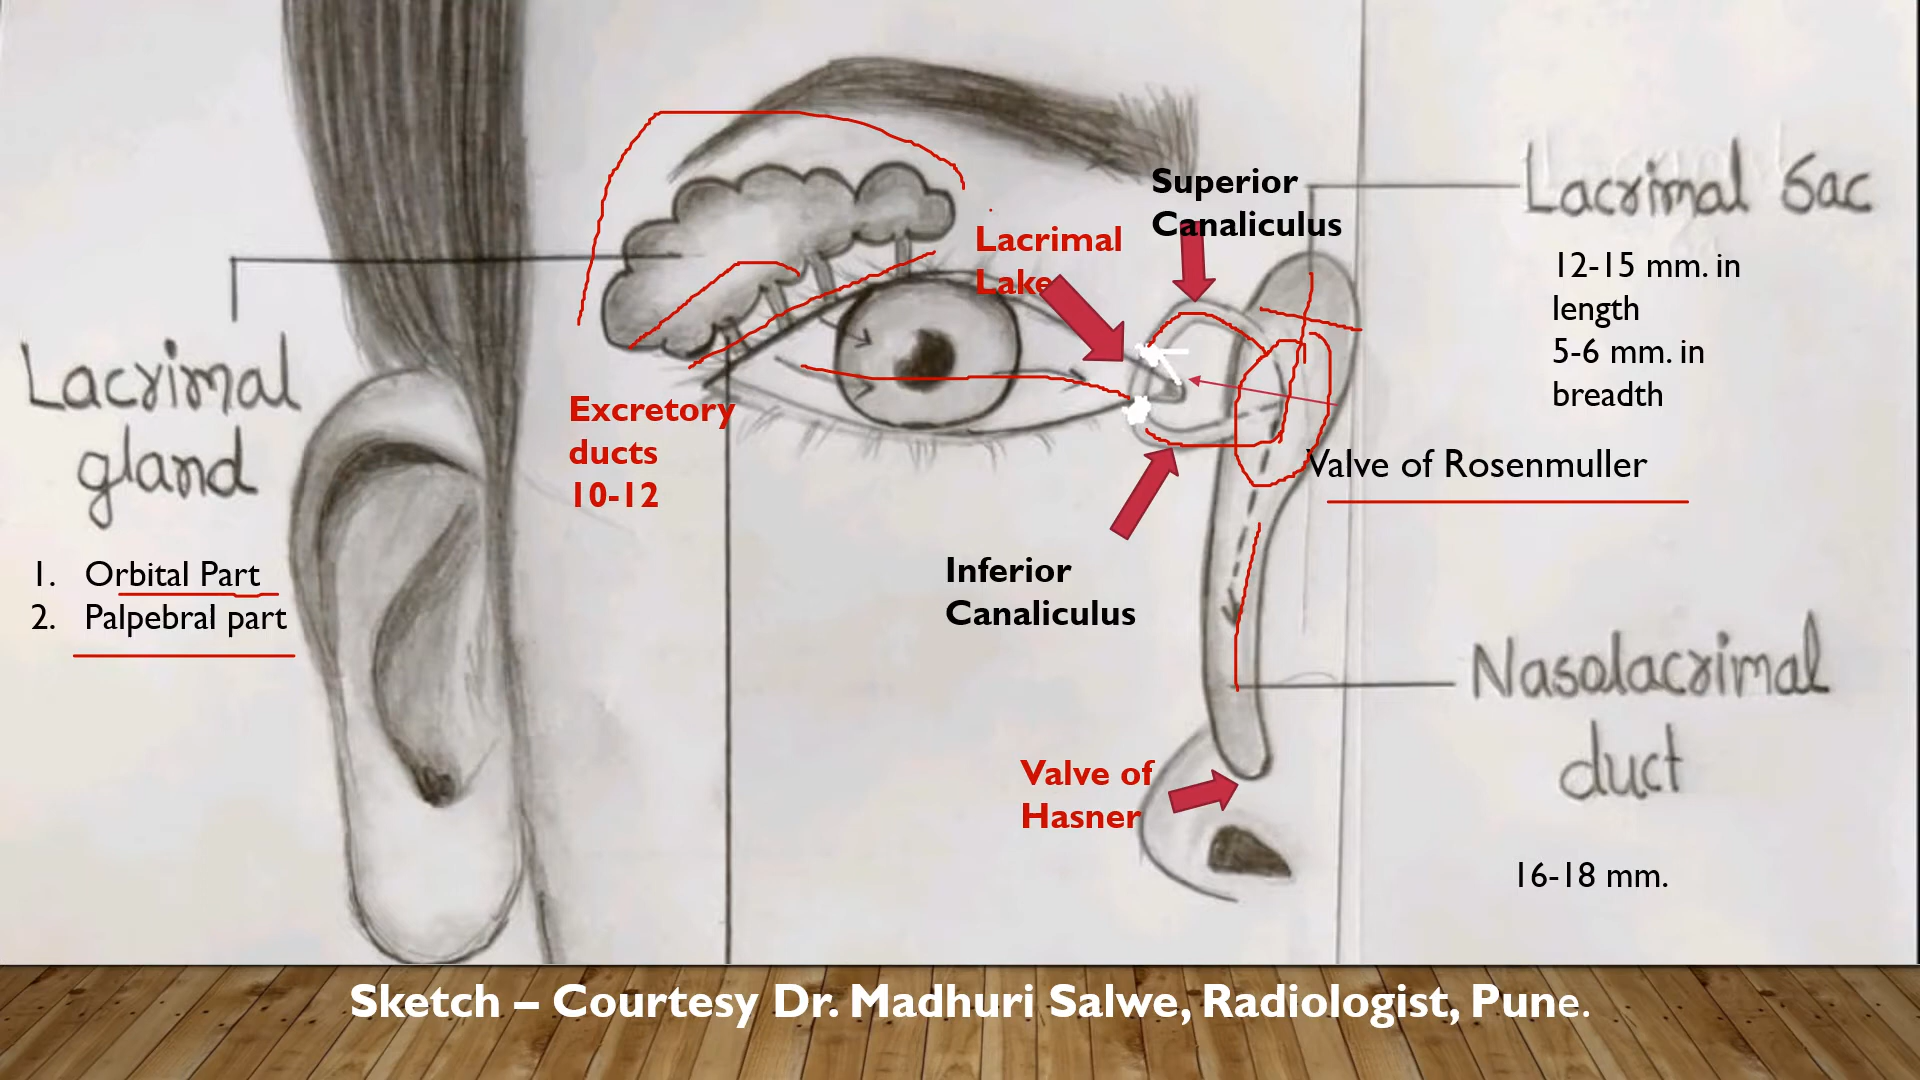 Superior
Canaliculus
Lacrimal Sac
Lacrimal
Lake
12-15 mm. in
length
5-6 mm. in
breadth
Lacrimal
gland
Excretory
ducts
10-12
Valve of Rosenmuller
1. Orbital Part
2. Palpebral part
Inferior
Canaliculus
Nasolacrimal
duct
Valve of
Hasner
16-18 mm.
Sketch – Courtesy Dr. Madhuri Salwe, Radiologist, Pune.